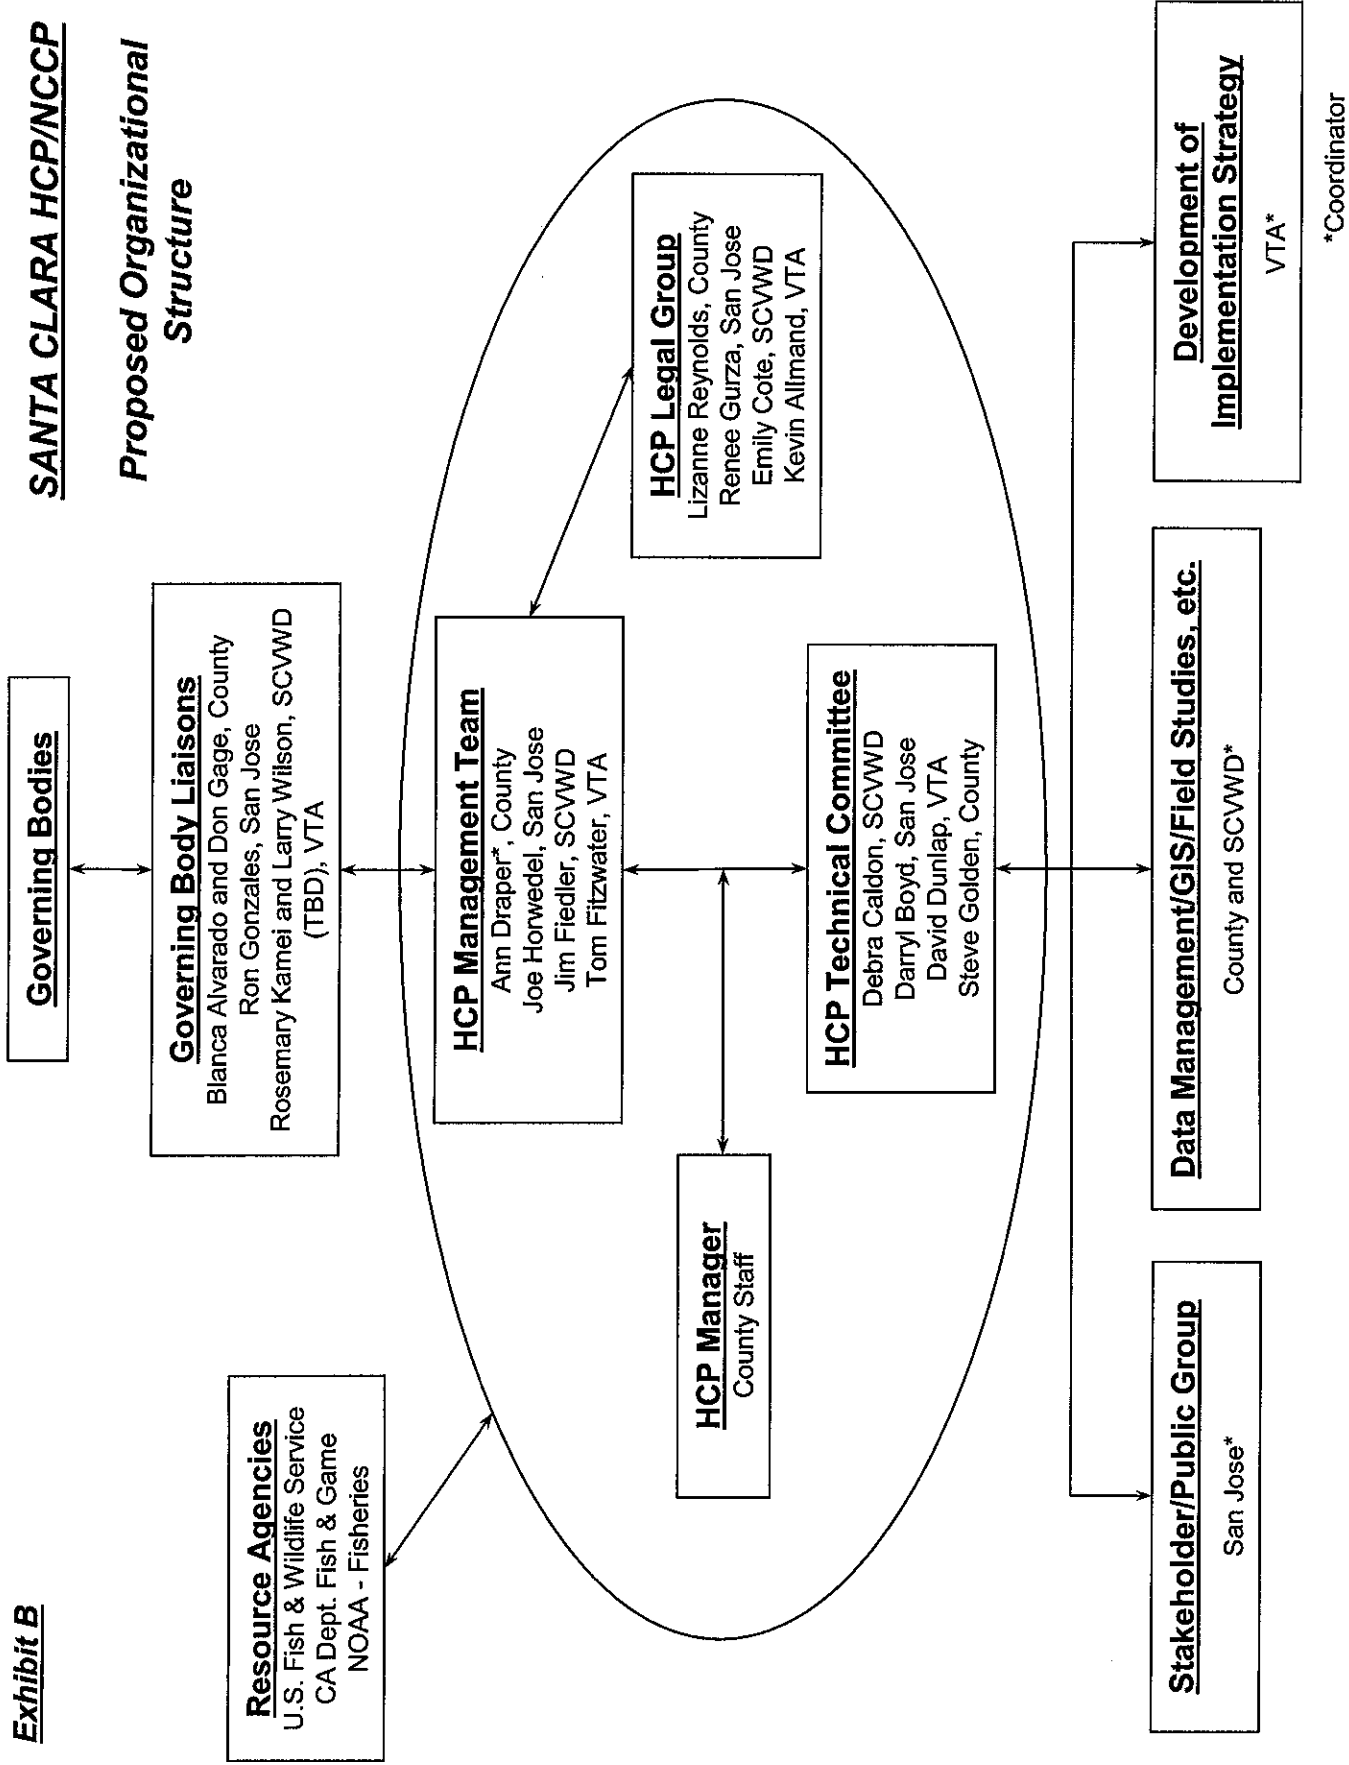 Exhibit B
SANTA CLARA HCP/NCCP
Proposed Organizational
Structure
Governing Bodies
Governing Body Liaisons
Blanca Alvarado and Don Gage, County
Ron Gonzales, San Jose
Rosemary Kamei and Larry Wilson, SCVWD
(TBD), VTA
Resource Agencies
U.S. Fish & Wildlife Service
CA Dept. Fish & Game
NOAA - Fisheries
HCP Management Team
Ann Draper*, County
Joe Horwedel, San Jose
Jim Fiedler, SCVWD
Tom Fitzwater, VTA
HCP Legal Group
Lizanne Reynolds, County
Renee Gurza, San Jose
Emily Cote, SCVWD
Kevin Allmand, VTA
HCP Manager
County Staff
HCP Technical Committee
Debra Caldon, SCVWD
Darryl Boyd, San Jose
David Dunlap, VTA
Steve Golden, County
Stakeholder/Public Group
San Jose*
Data Management/GIS/Field Studies, etc.
County and SCVWD*
Development of
Implementation Strategy
VTA*
*Coordinator